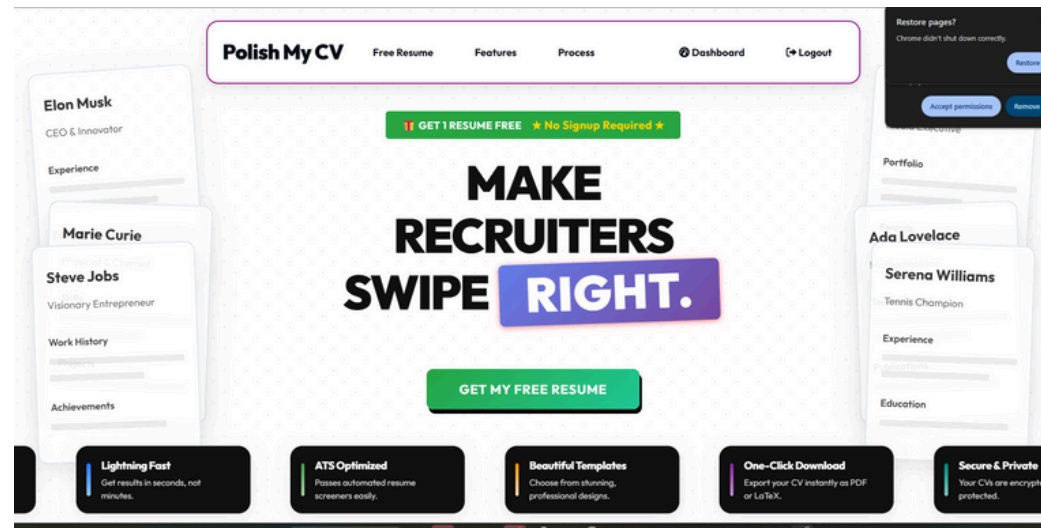 Polish My CV
Free Resume
Features
Process
Dashboard
Logout
Restore pages?
Chrome didn't shut down correctly.
Restore
Accept permissions
Remove
GET 1 RESUME FREE ★ No Signup Required ★
MAKE
RECRUITERS
SWIPE RIGHT.
GET MY FREE RESUME
Elon Musk
CEO & Innovator
Experience
Marie Curie
Steve Jobs
Visionary Entrepreneur
Work History
Projects
Achievements
Executive
Portfolio
Ada Lovelace
Serena Williams
Tennis Champion
Experience
Education
Lightning Fast
Get results in seconds, not
minutes.
ATS Optimized
Passes automated resume
screeners easily.
Beautiful Templates
Choose from stunning,
professional designs.
One-Click Download
Export your CV instantly as PDF
or LaTeX.
Secure & Private
Your CVs are encrypte
protected.